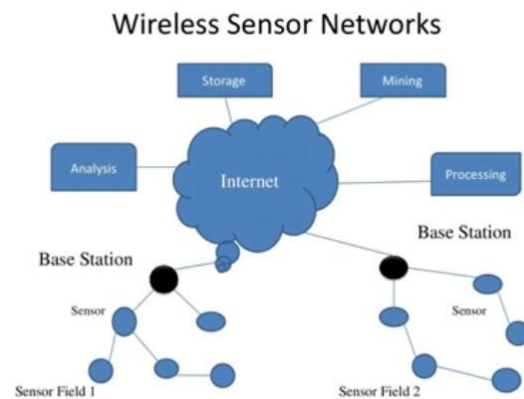 Wireless Sensor Networks
Storage
Mining
Analysis
Internet
Processing
Base Station
Base Station
Sensor
Sensor
Sensor Field 1
Sensor Field 2